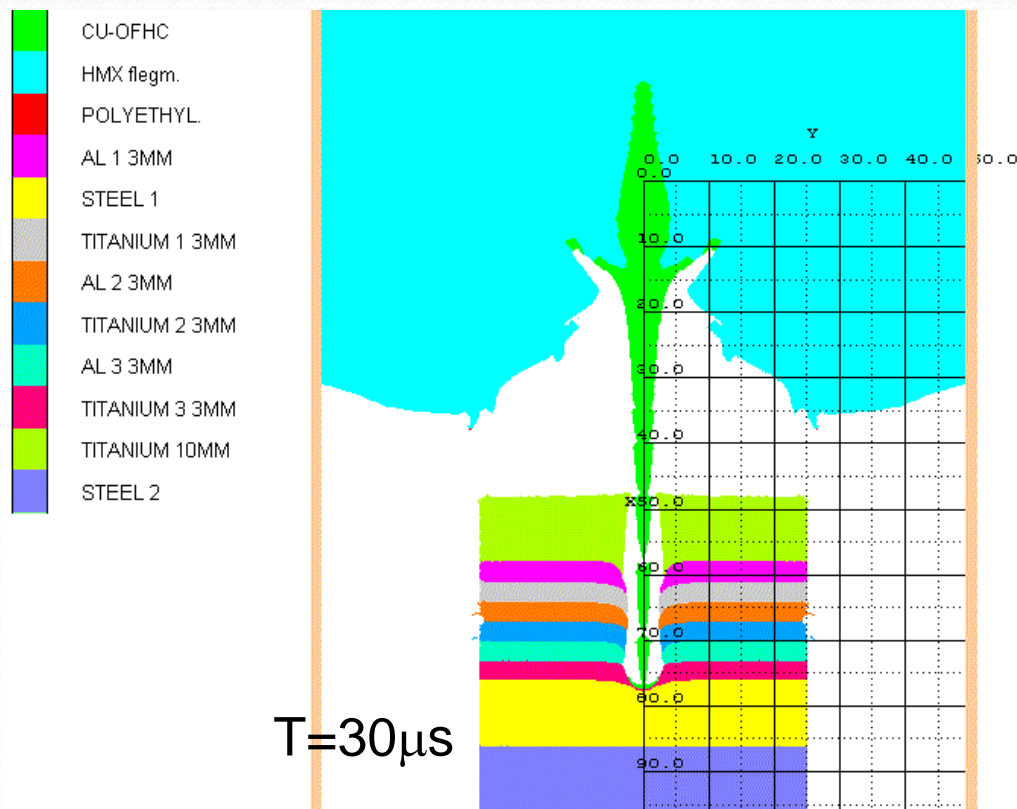 CU-OFHC
HMX flegm.
POLYETHYL.
AL 1 3MM
STEEL 1
TITANIUM 1 3MM
AL 2 3MM
TITANIUM 2 3MM
AL 3 3MM
TITANIUM 3 3MM
TITANIUM 10MM
STEEL 2
Y
0.0 10.0 20.0 30.0 40.0 50.0
0.0
10.0
20.0
30.0
40.0
X50.0
60.0
70.0
80.0
90.0
T=30μs